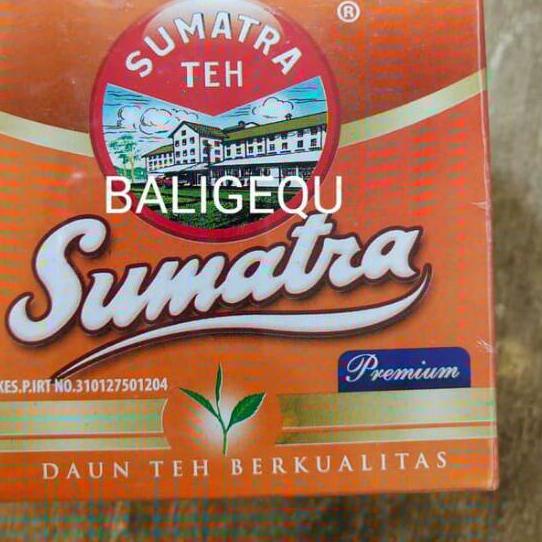 ®
SUMATRA
TEH
BALIGEQU
Sumatra
Premium
KES.P.IRT NO.310127501204
DAUN TEH BERKUALITAS